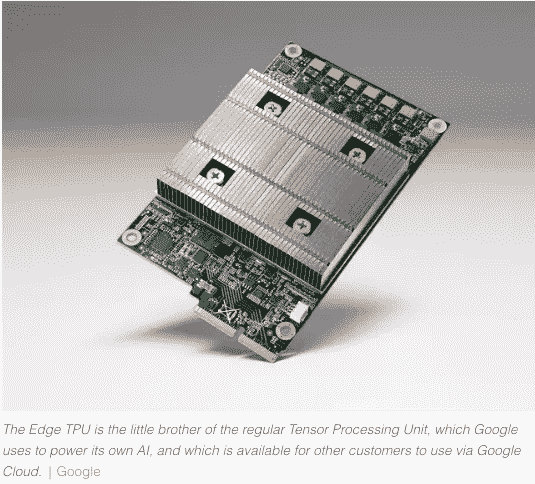 The Edge TPU is the little brother of the regular Tensor Processing Unit, which Google
uses to power its own AI, and which is available for other customers to use via Google
Cloud. | Google